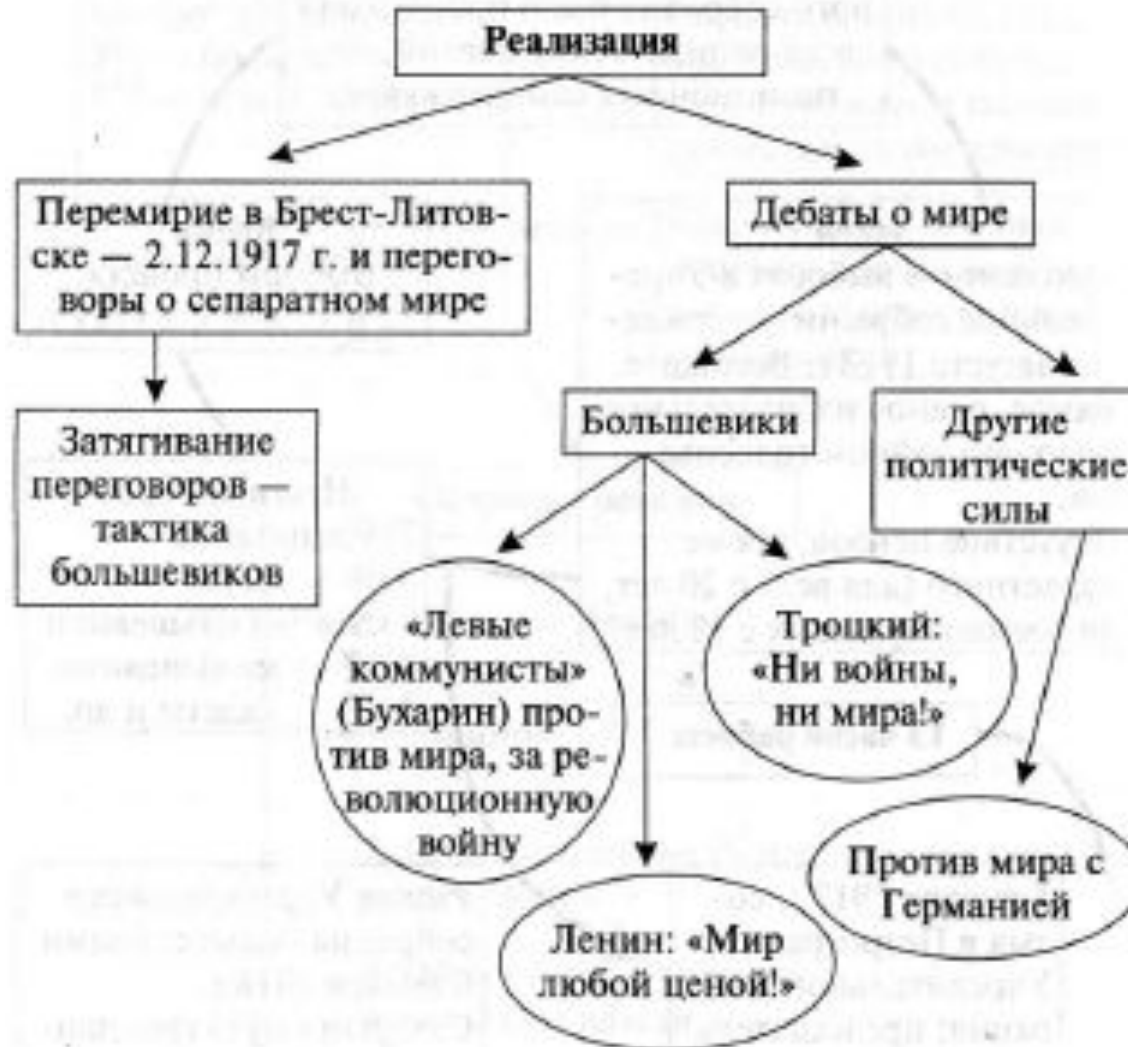 Реализация
Перемирие в Брест-Литов-
ске — 2.12.1917 г. и перего-
воры о сепаратном мире
Дебаты о мире
Затягивание
переговоров —
тактика
большевиков
Большевики
Другие
политические
силы
«Левые
коммунисты»
(Бухарин) про-
тив мира, за ре-
волюционную
войну
Троцкий:
«Ни войны,
ни мира!»
Ленин: «Мир
любой ценой!»
Против мира с
Германией